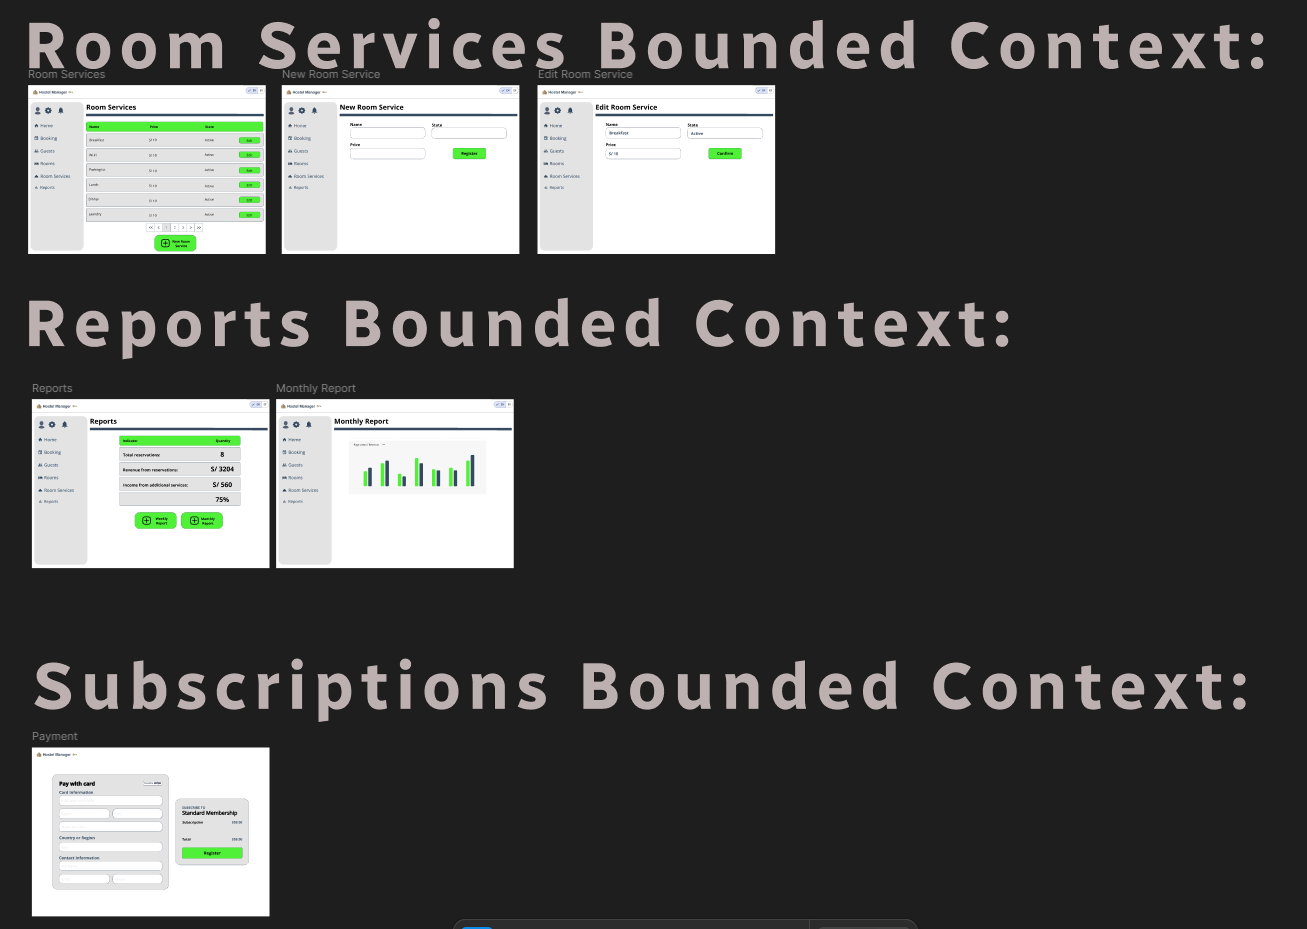 Room Services Bounded Context:
Room Services
New Room Service
Edit Room Service
Hostel Manager
Room Services
Home
Booking
Guests
Rooms
Room Services
Reports
Name Price State
Breakfast S/ 10 Active Edit
S/ 10 Active Edit
S/ 10 Active Edit
Lunch S/ 10 Active Edit
Dinner S/ 10 Active Edit
Laundry S/ 10 Active Edit
<< < 1 2 3 > >>
New Room
Service
Hostel Manager
New Room Service
Home
Booking
Guests
Rooms
Room Services
Reports
Name State
Price
Register
Hostel Manager
Edit Room Service
Home
Booking
Guests
Rooms
Room Services
Reports
Name State
Breakfast Active
Price
S/ 10
Confirm
Reports Bounded Context:
Reports
Monthly Report
Hostel Manager
Reports
Home
Booking
Guests
Rooms
Room Services
Reports
Indicator Quantity
Total reservations: 8
Revenue from reservations: S/ 3204
Income from additional services: S/ 560
75%
Weekly
Report
Monthly
Report
Hostel Manager
Monthly Report
Home
Booking
Guests
Rooms
Room Services
Reports
Subscriptions Bounded Context:
Payment
Hostel Manager
Pay with card
Card Information
Country or Region
Contact Information
SUBSCRIBE TO
Standard Membership
Subscription
Total
Register